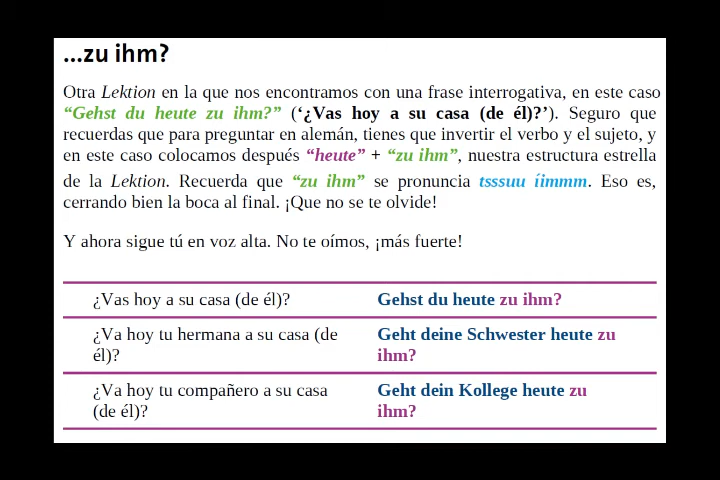 ...zu ihm?
Otra Lektion en la que nos encontramos con una frase interrogativa, en este caso
“Gehst du heute zu ihm?” (‘¿Vas hoy a su casa (de él)?’). Seguro que
recuerdas que para preguntar en alemán, tienes que invertir el verbo y el sujeto, y
en este caso colocamos después “heute” + “zu ihm”, nuestra estructura estrella
de la Lektion. Recuerda que “zu ihm” se pronuncia tsssuu íimmm. Eso es,
cerrando bien la boca al final. ¡Que no se te olvide!
Y ahora sigue tú en voz alta. No te oímos, ¡más fuerte!
¿Vas hoy a su casa (de él)? Gehst du heute zu ihm?
¿Va hoy tu hermana a su casa (de
él)?
Geht deine Schwester heute zu
ihm?
¿Va hoy tu compañero a su casa
(de él)?
Geht dein Kollege heute zu
ihm?